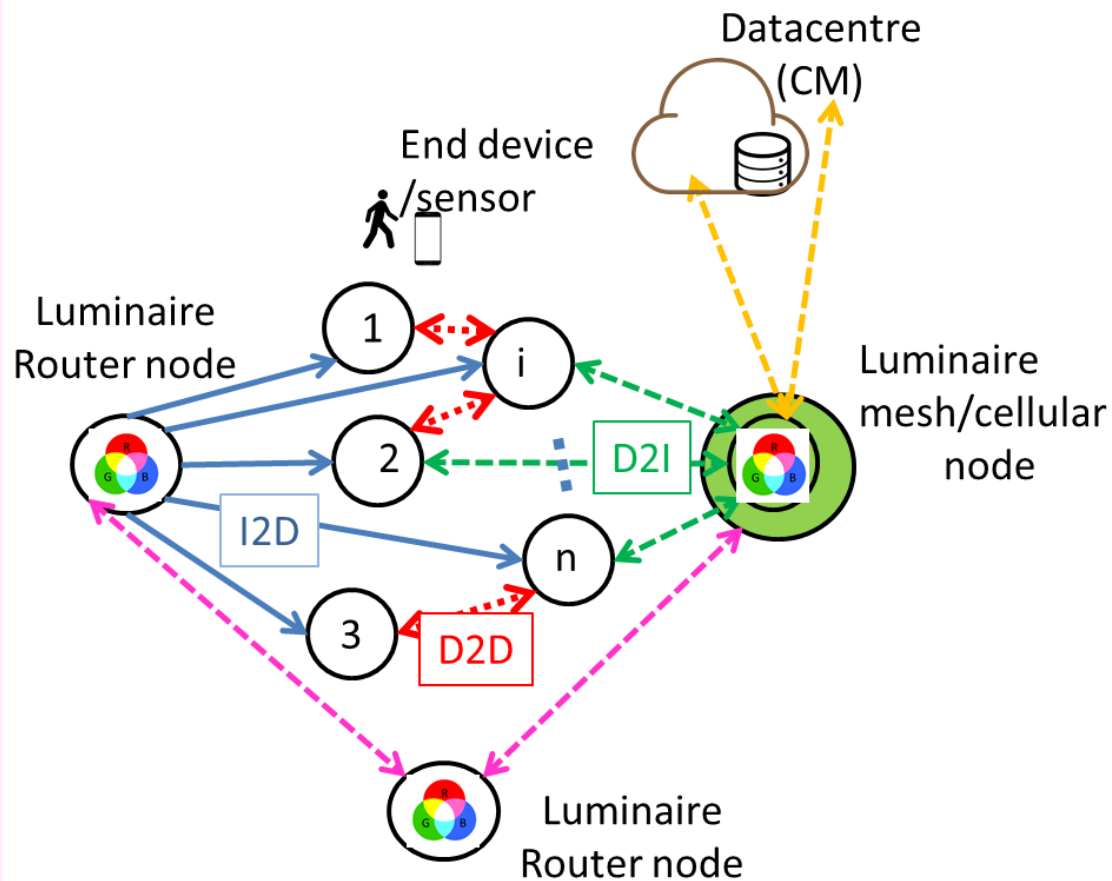 Datacentre
(CM)
End device
/sensor
Luminaire
Router node
1
i
Luminaire
mesh/cellular
node
R
G B
2
D2I
R
G B
I2D
n
3
D2D
R
G B
Luminaire
Router node